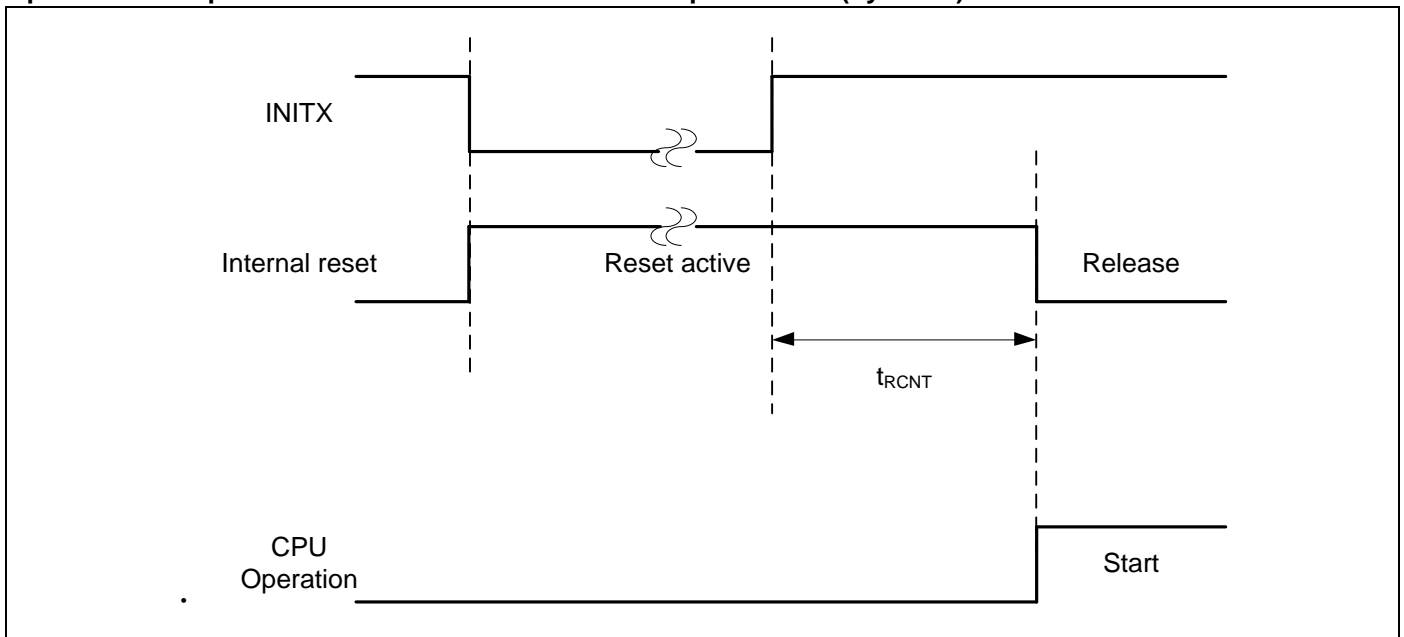 INITX
Internal reset
Reset active
Release
tRCNT
CPU
Operation
Start